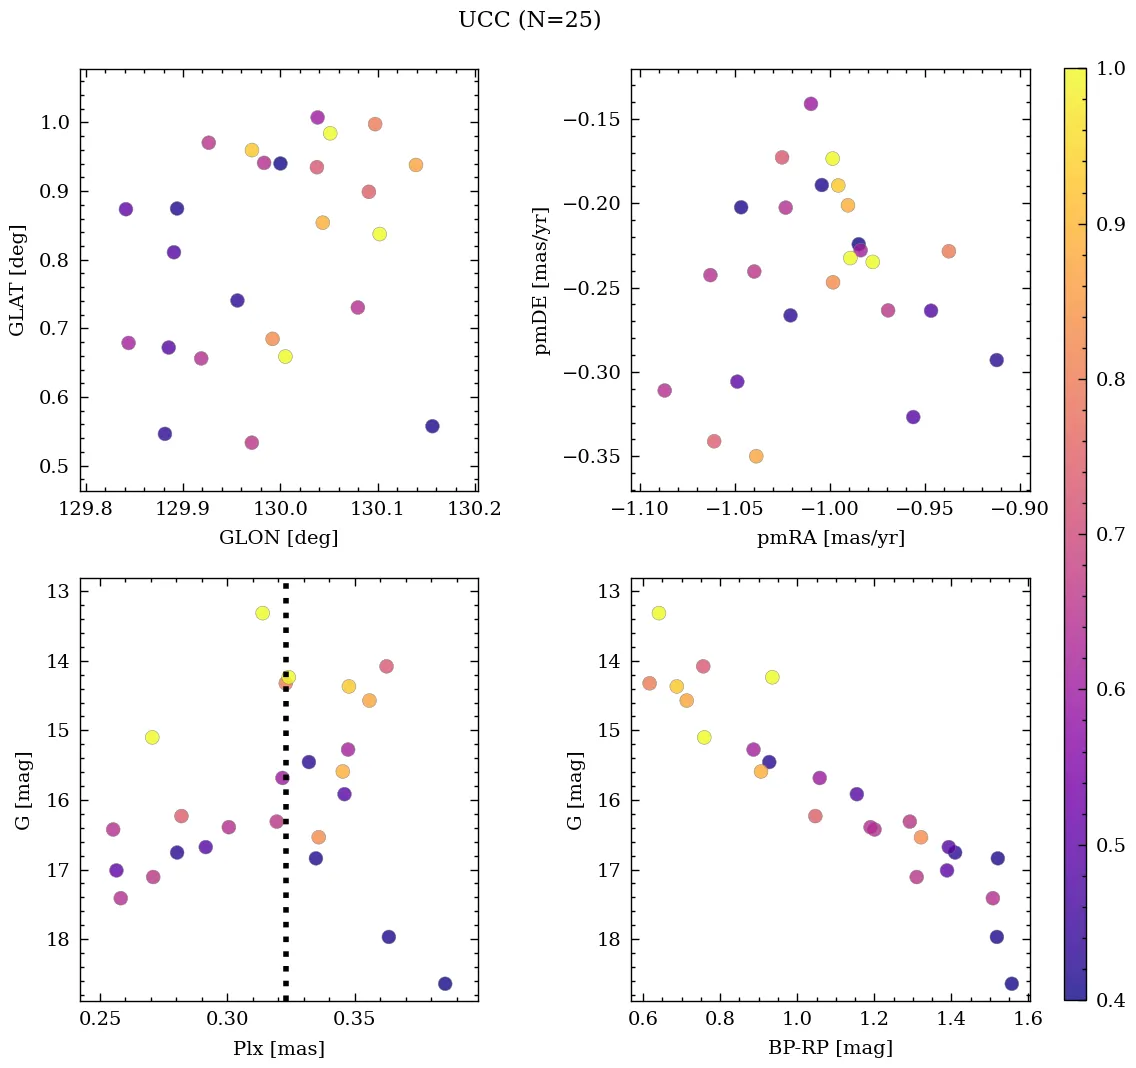 UCC (N=25)
1.0
0.9
0.8
0.7
0.6
0.5
GLAT [deg]
129.8 129.9 130.0 130.1 130.2
GLON [deg]
−0.15
−0.20
−0.25
−0.30
−0.35
pmDE [mas/yr]
−1.10 −1.05 −1.00 −0.95 −0.90
pmRA [mas/yr]
13
14
15
16
17
18
G [mag]
0.25 0.30 0.35
Plx [mas]
13
14
15
16
17
18
G [mag]
0.6 0.8 1.0 1.2 1.4 1.6
BP-RP [mag]
1.0
0.9
0.8
0.7
0.6
0.5
0.4